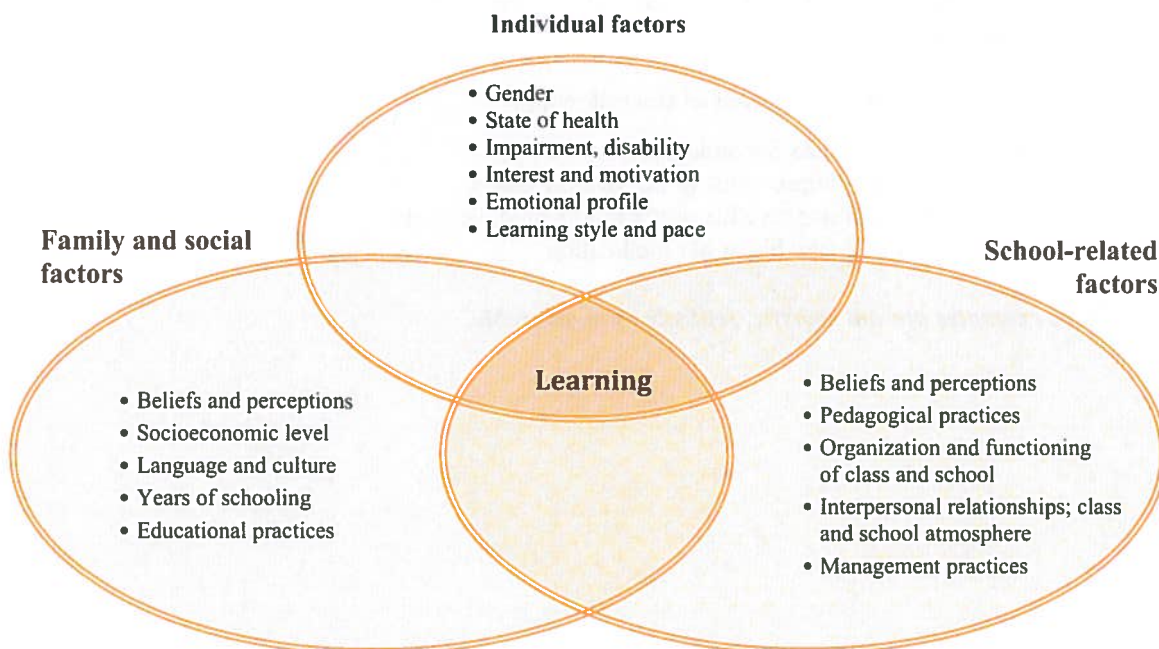 Individual factors
• Gender
• State of health
• Impairment, disability
• Interest and motivation
• Emotional profile
• Learning style and pace
Family and social
factors
School-related
factors
Learning
• Beliefs and perceptions
• Socioeconomic level
• Language and culture
• Years of schooling
• Educational practices
• Beliefs and perceptions
• Pedagogical practices
• Organization and functioning
of class and school
• Interpersonal relationships; class
and school atmosphere
• Management practices